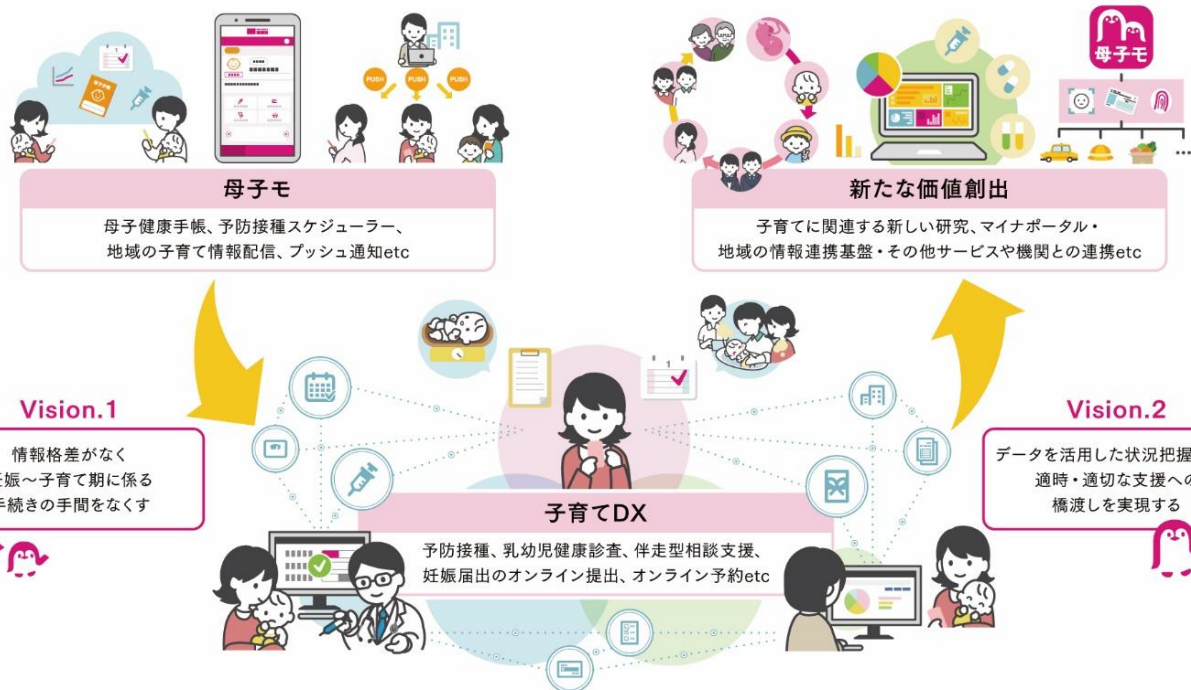 PUSH
PUSH
PUSH
母子モ
母子モ
母子健康手帳、予防接種スケジューラー、
地域の子育て情報配信、プッシュ通知etc
新たな価値創出
子育てに関連する新しい研究、マイナポータル・
地域の情報連携基盤・その他サービスや機関との連携etc
Vision.1
情報格差がなく
妊娠〜子育て期に係る
手続きの手間をなくす
Vision.2
データを活用した状況把握
適時・適切な支援への
橋渡しを実現する
子育てDX
予防接種、乳幼児健康診査、伴走型相談支援、
妊娠届出のオンライン提出、オンライン予約etc